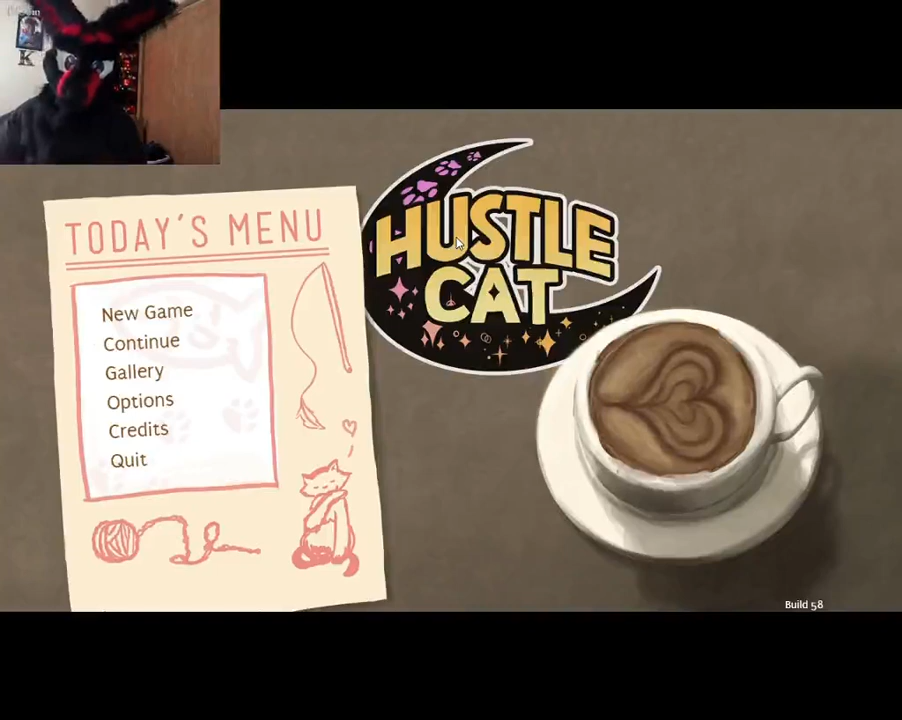 K
TODAY'S MENU
HUSTLE
CAT
New Game
Continue
Gallery
Options
Credits
Quit
Build 58